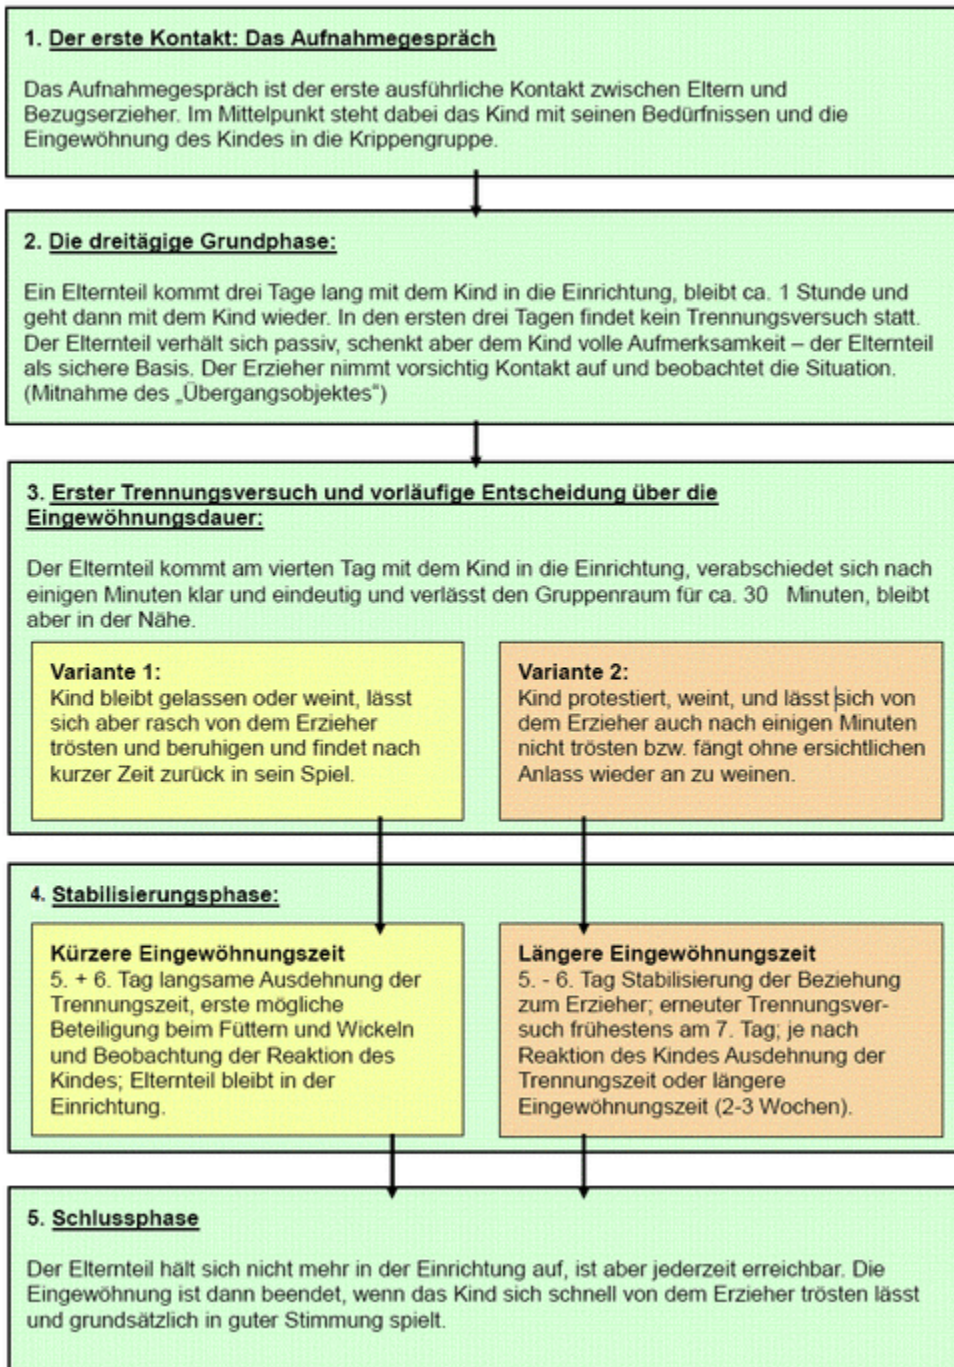 1. Der erste Kontakt: Das Aufnahmegespräch
Das Aufnahmegespräch ist der erste ausführliche Kontakt zwischen Eltern und
Bezugserzieher. Im Mittelpunkt steht dabei das Kind mit seinen Bedürfnissen und die
Eingewöhnung des Kindes in die Krippengruppe.
2. Die dreitägige Grundphase:
Ein Elternteil kommt drei Tage lang mit dem Kind in die Einrichtung, bleibt ca. 1 Stunde und
geht dann mit dem Kind wieder. In den ersten drei Tagen findet kein Trennungsversuch statt.
Der Elternteil verhält sich passiv, schenkt aber dem Kind volle Aufmerksamkeit – der Elternteil
als sichere Basis. Der Erzieher nimmt vorsichtig Kontakt auf und beobachtet die Situation.
(Mitnahme des „Übergangsobjektes“)
3. Erster Trennungsversuch und vorläufige Entscheidung über die
Eingewöhnungsdauer:
Der Elternteil kommt am vierten Tag mit dem Kind in die Einrichtung, verabschiedet sich nach
einigen Minuten klar und eindeutig und verlässt den Gruppenraum für ca. 30 Minuten, bleibt
aber in der Nähe.
Variante 1:
Kind bleibt gelassen oder weint, lässt
sich aber rasch von dem Erzieher
trösten und beruhigen und findet nach
kurzer Zeit zurück in sein Spiel.
Variante 2:
Kind protestiert, weint, und lässt sich von
dem Erzieher auch nach einigen Minuten
nicht trösten bzw. fängt ohne ersichtlichen
Anlass wieder an zu weinen.
4. Stabilisierungsphase:
Kürzere Eingewöhnungszeit
5. + 6. Tag langsame Ausdehnung der
Trennungszeit, erste mögliche
Beteiligung beim Füttern und Wickeln
und Beobachtung der Reaktion des
Kindes; Elternteil bleibt in der
Einrichtung.
Längere Eingewöhnungszeit
5. - 6. Tag Stabilisierung der Beziehung
zum Erzieher; erneuter Trennungsver-
such frühestens am 7. Tag; je nach
Reaktion des Kindes Ausdehnung der
Trennungszeit oder längere
Eingewöhnungszeit (2-3 Wochen).
5. Schlussphase
Der Elternteil hält sich nicht mehr in der Einrichtung auf, ist aber jederzeit erreichbar. Die
Eingewöhnung ist dann beendet, wenn das Kind sich schnell von dem Erzieher trösten lässt
und grundsätzlich in guter Stimmung spielt.